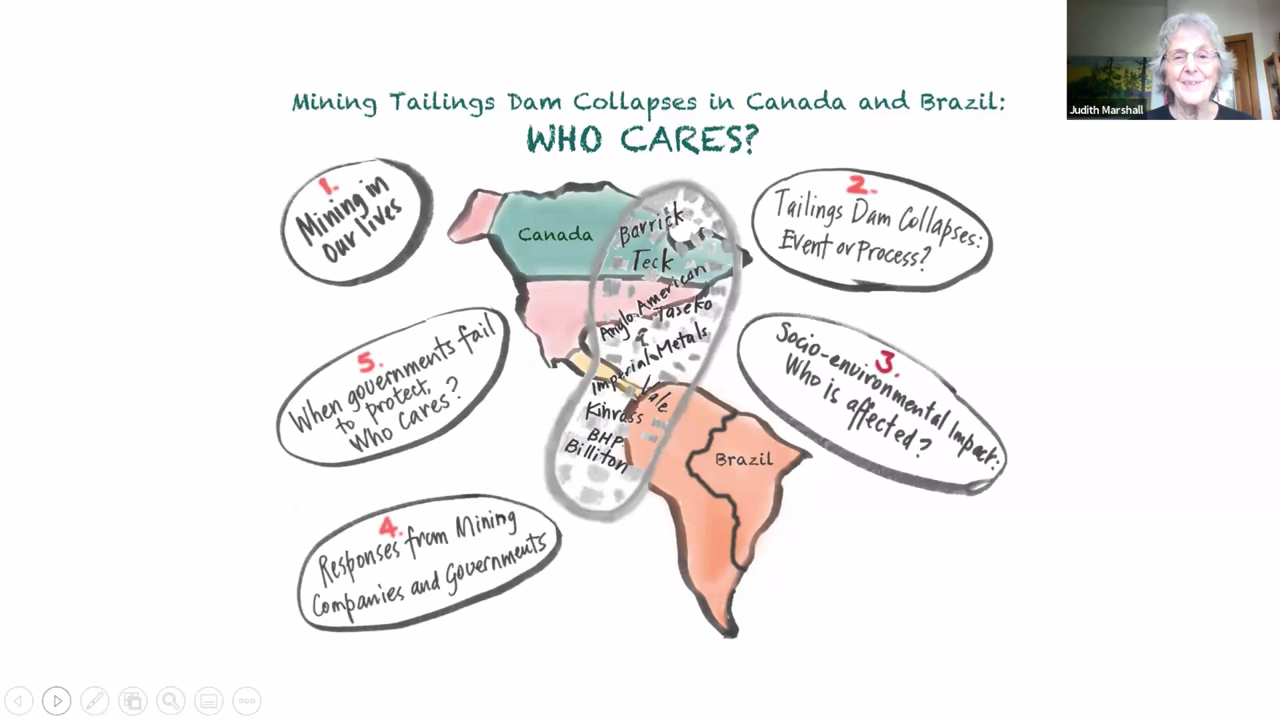 Judith Marshall
Mining Tailings Dam Collapses in Canada and Brazil:
WHO CARES?
1.
Mining in
our lives
2.
Tailings Dam Collapses:
Event or Process?
Canada
Barrick
Teck
Anglo American
Taseko
Imperial Metals
Vale
Kinross
BHP
Billiton
Brazil
3.
Socio-environmental Impact:
Who is affected?
5.
When governments fail
to protect,
Who Cares?
4.
Responses from Mining
Companies and Governments